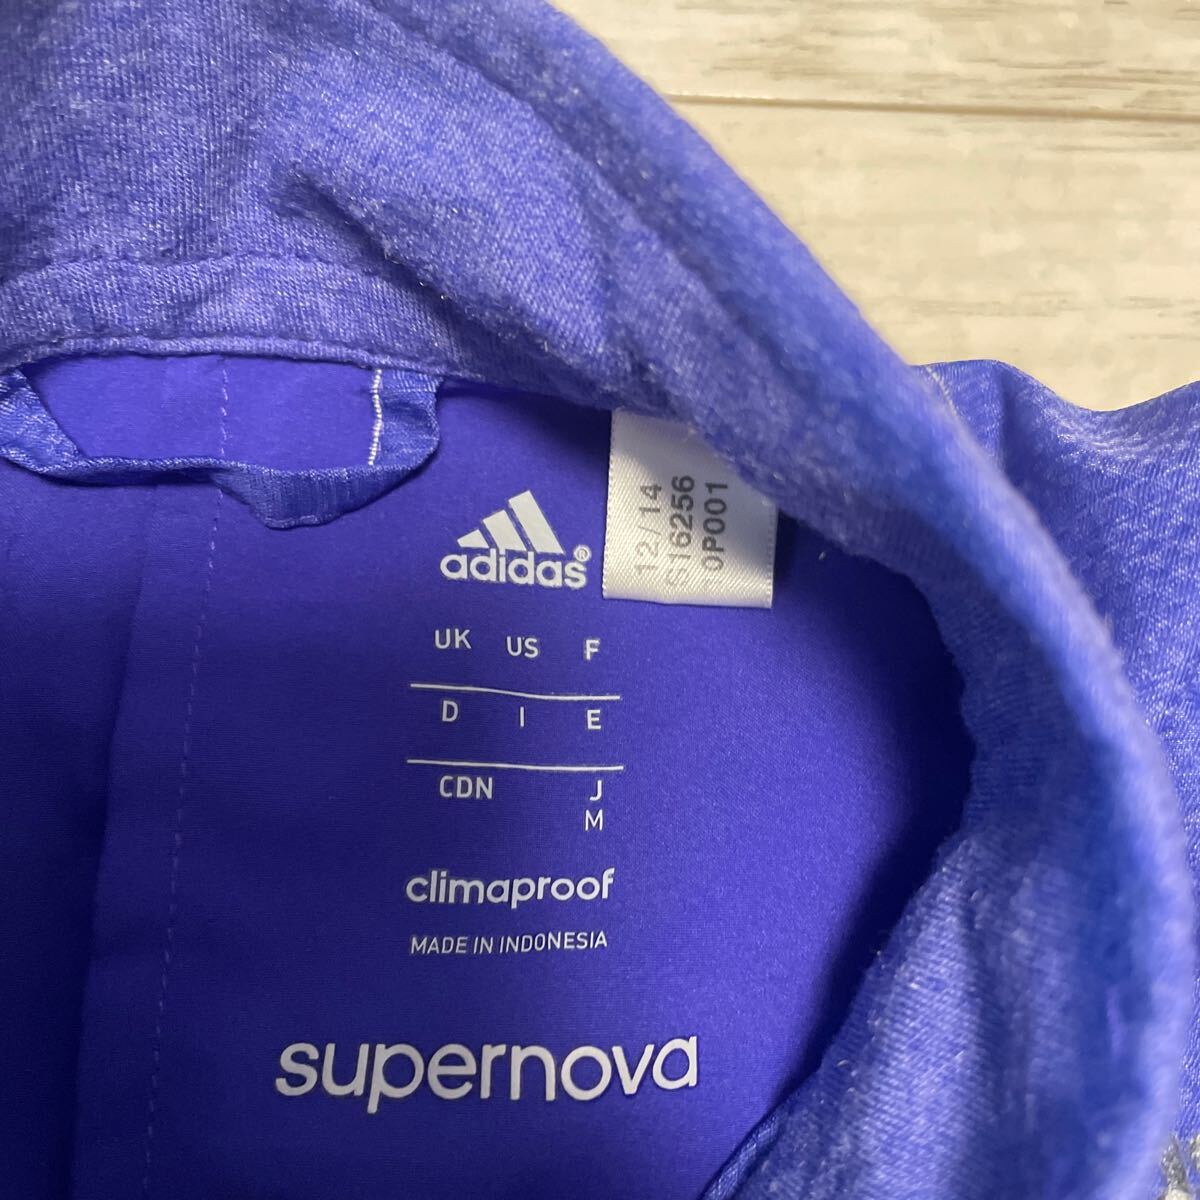 adidas®
12/14
S16256
10P001
UK US F
D I E
CDN J
M
climaproof
MADE IN INDONESIA
supernova